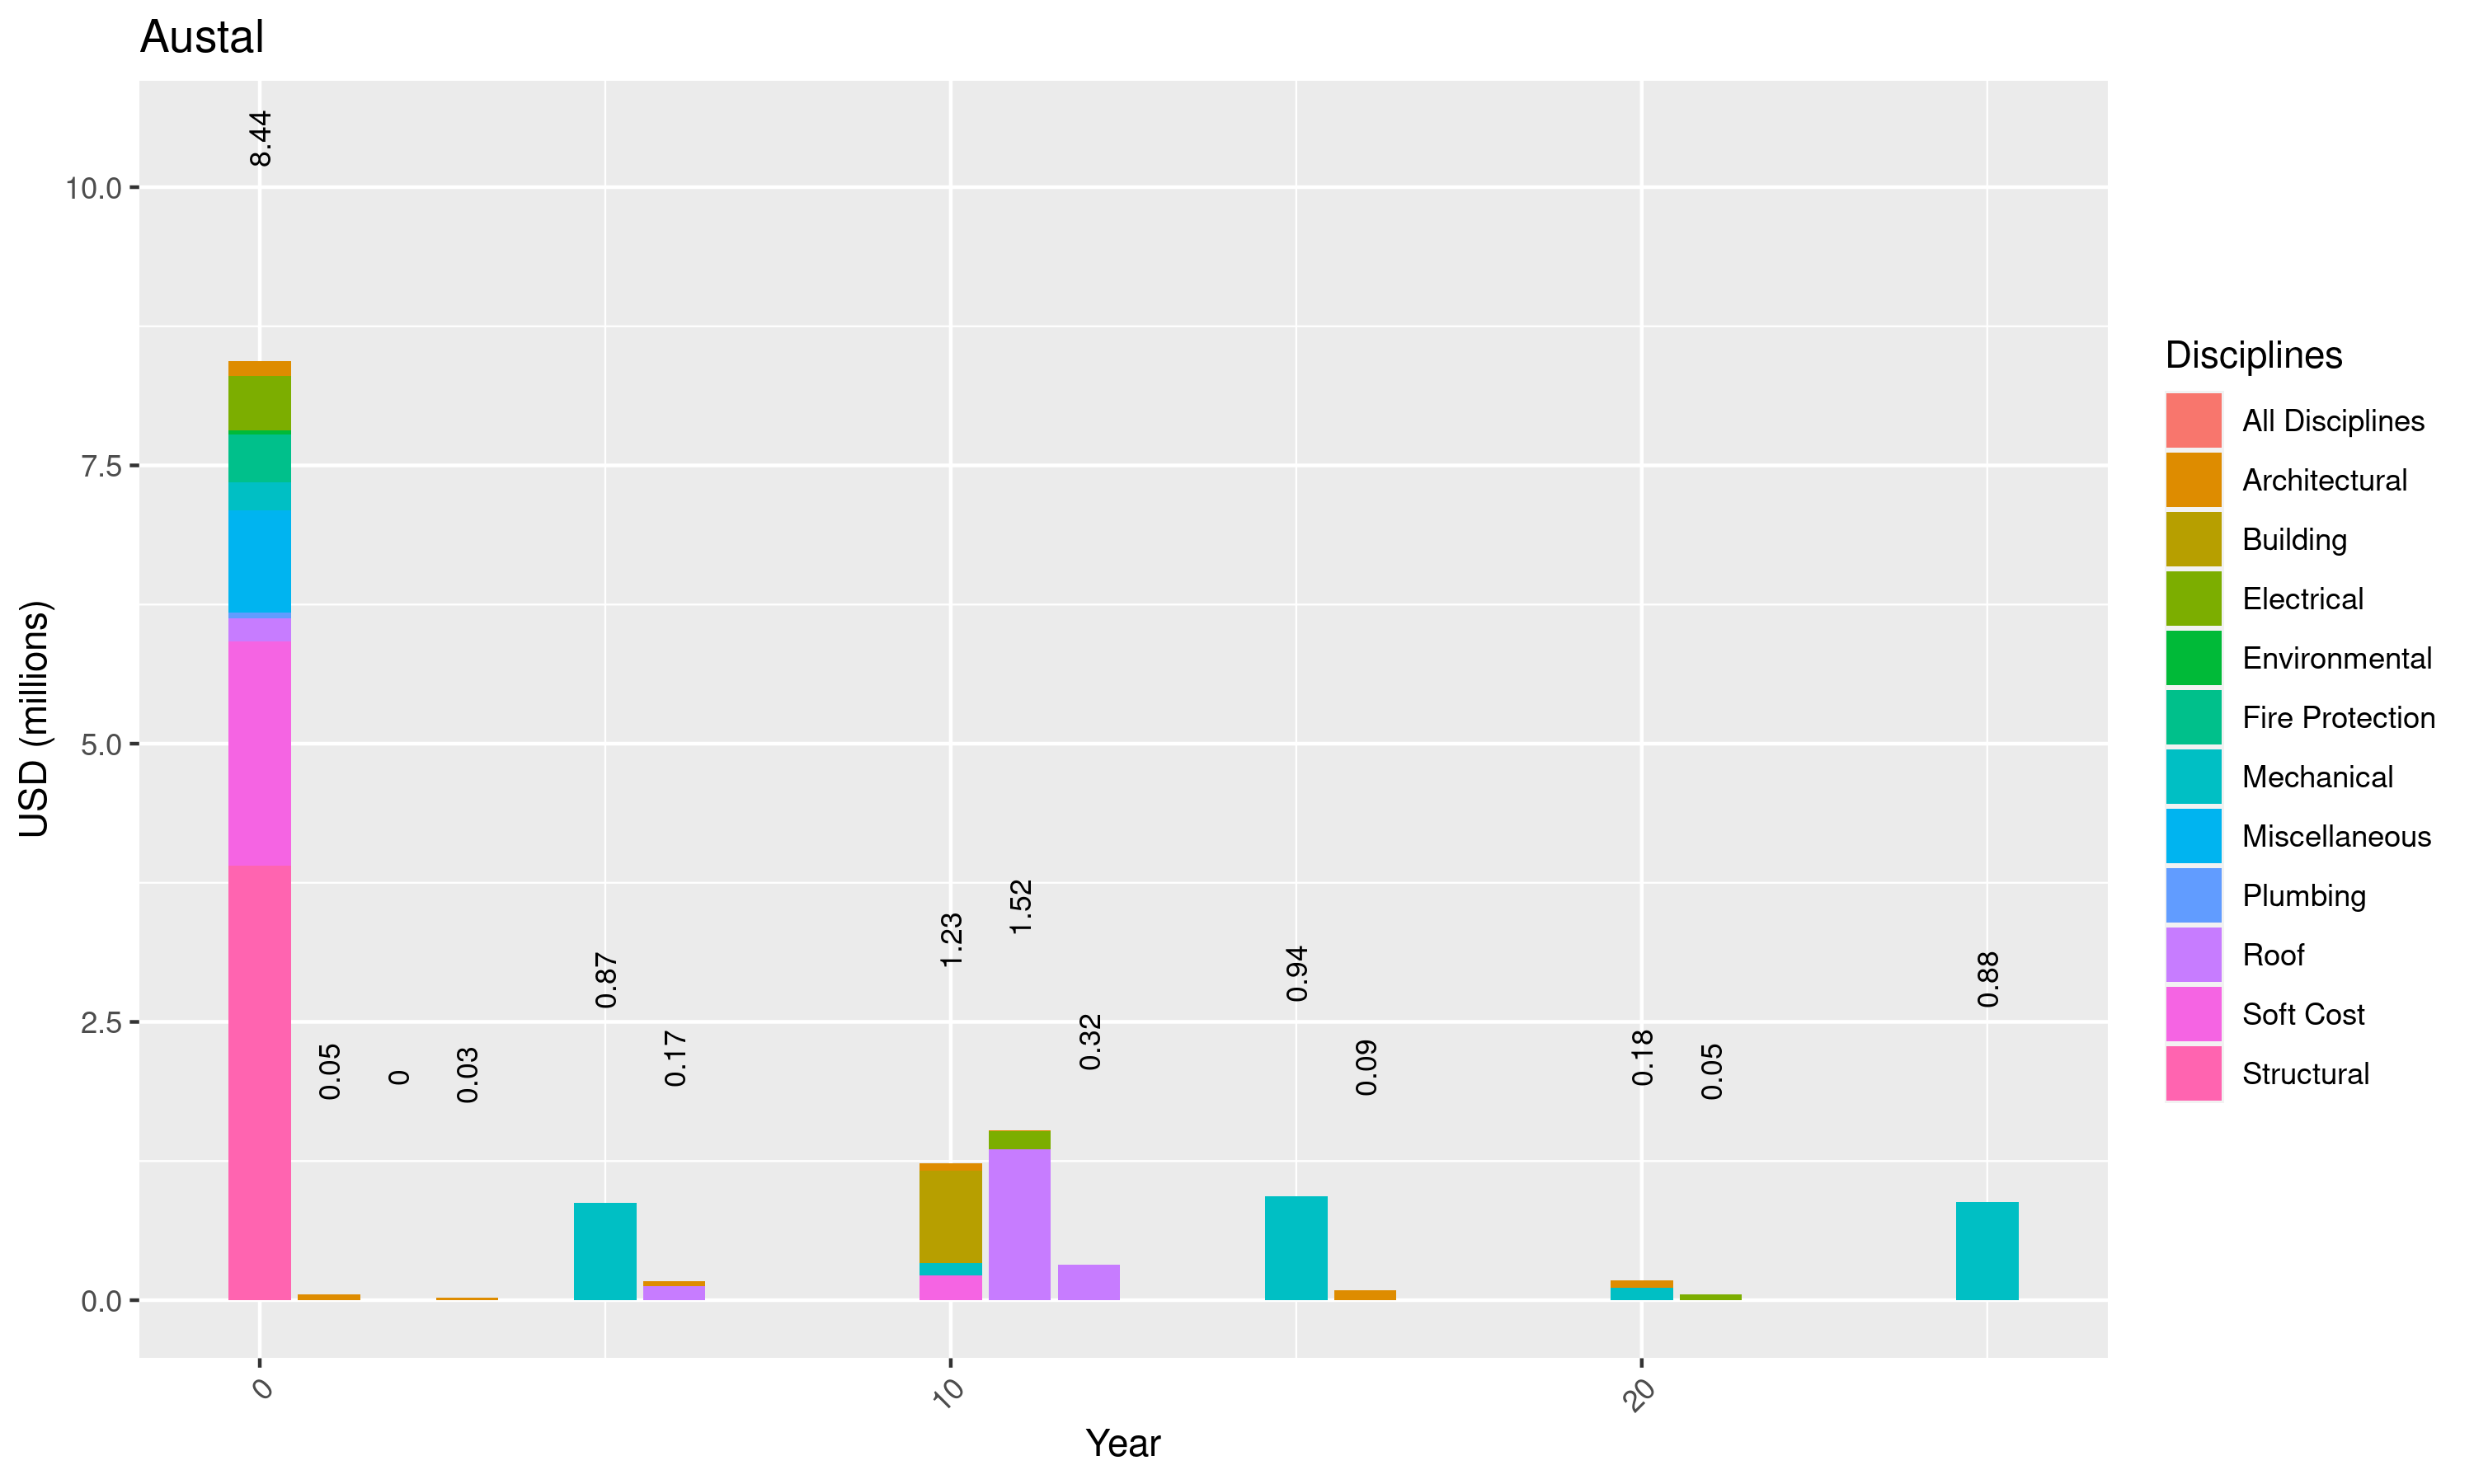 Austal
8.44
10.0
7.5
5.0
2.5
0.0
USD (millions)
0.05
0
0.03
0.87
0.17
1.23
1.52
0.32
0.94
0.09
0.18
0.05
0.88
0
10
20
Year
Disciplines
All Disciplines
Architectural
Building
Electrical
Environmental
Fire Protection
Mechanical
Miscellaneous
Plumbing
Roof
Soft Cost
Structural